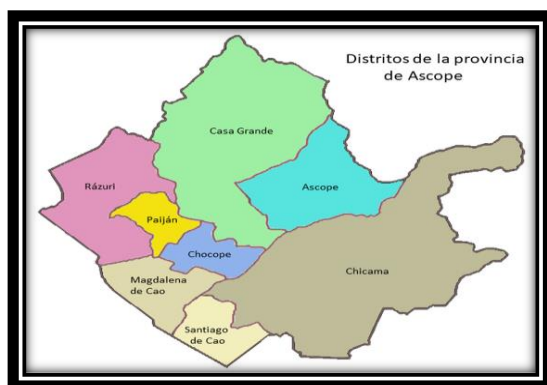 Distritos de la provincia
de Ascope
Casa Grande
Rázuri
Ascope
Paiján
Chocope
Chicama
Magdalena
de Cao
Santiago
de Cao